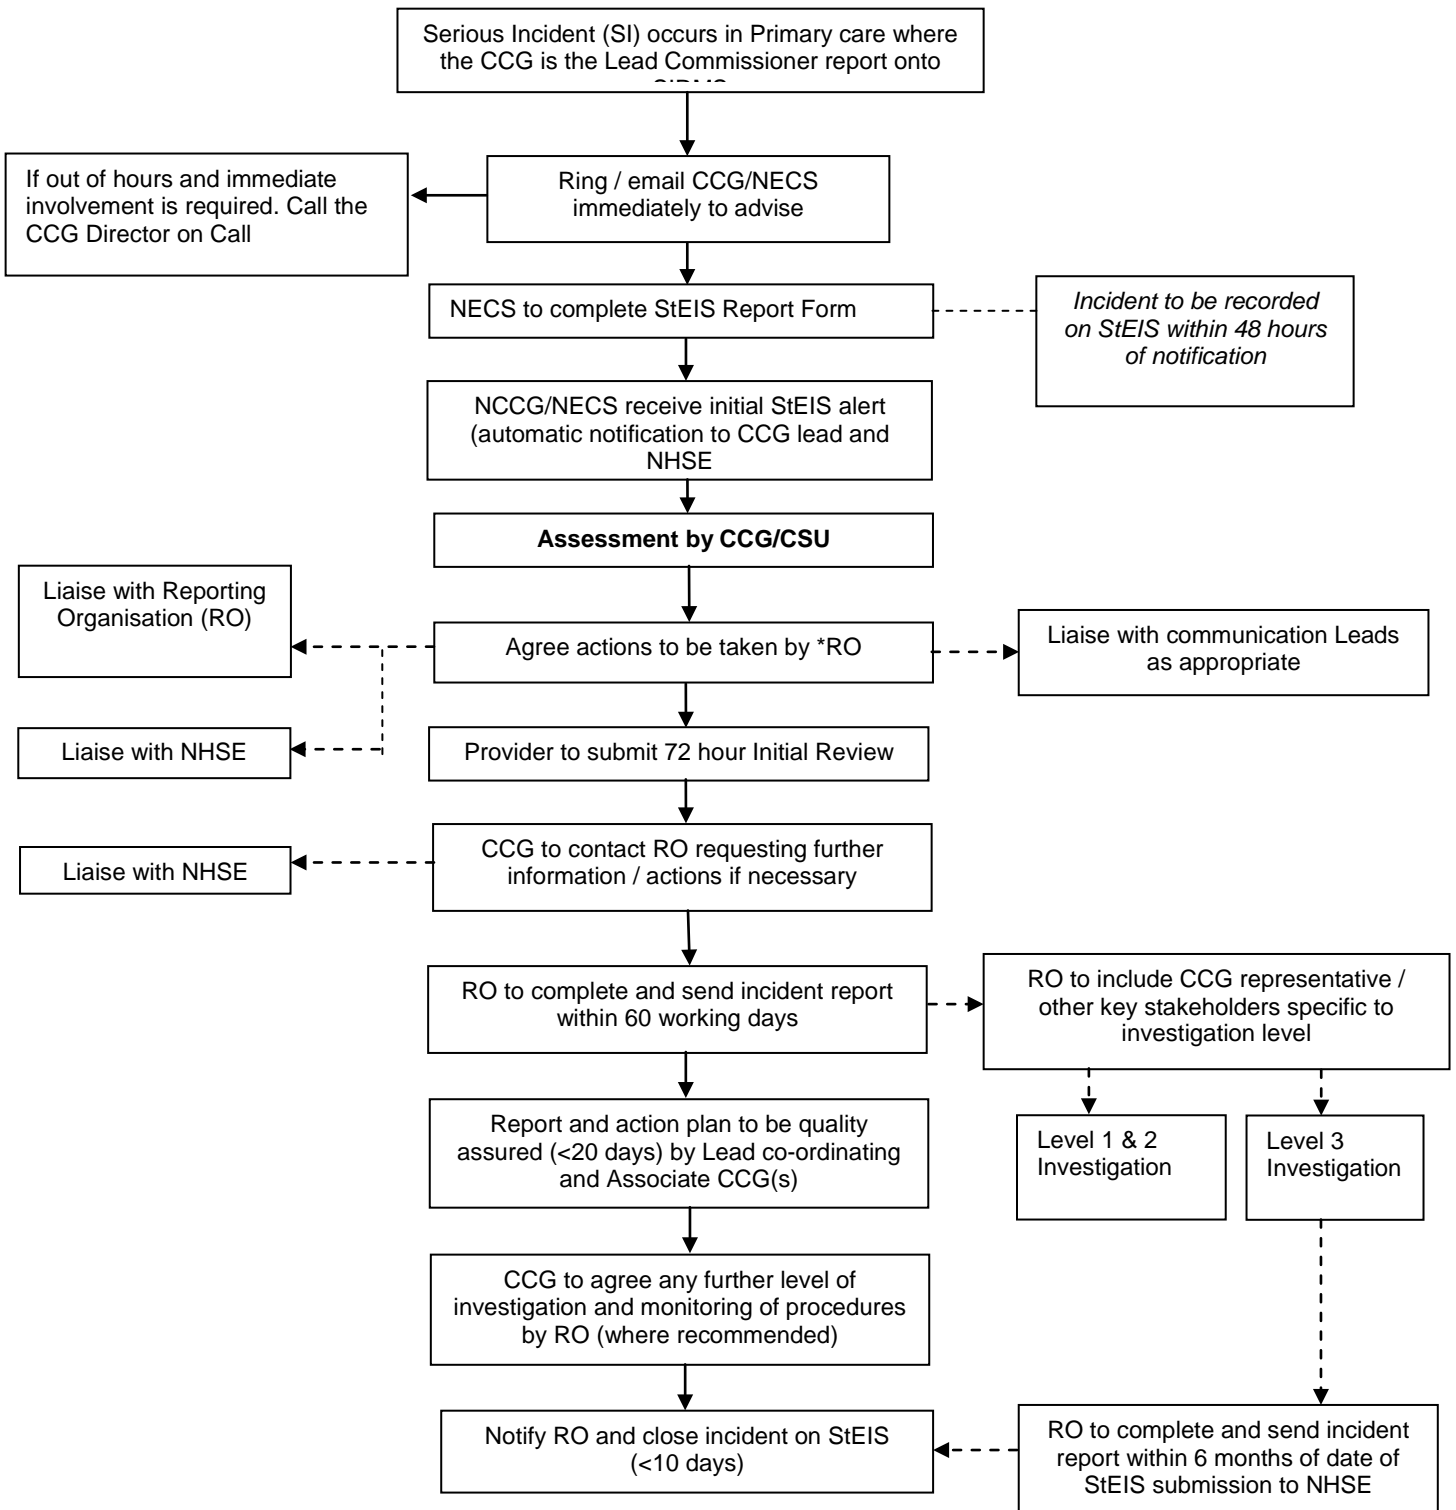 Serious Incident (SI) occurs in Primary care where
the CCG is the Lead Commissioner report onto
If out of hours and immediate
involvement is required. Call the
CCG Director on Call
Ring / email CCG/NECS
immediately to advise
NECS to complete StEIS Report Form
Incident to be recorded
on StEIS within 48 hours
of notification
NCCG/NECS receive initial StEIS alert
(automatic notification to CCG lead and
NHSE
Assessment by CCG/CSU
Liaise with Reporting
Organisation (RO)
Agree actions to be taken by *RO
Liaise with communication Leads
as appropriate
Liaise with NHSE
Provider to submit 72 hour Initial Review
Liaise with NHSE
CCG to contact RO requesting further
information / actions if necessary
RO to complete and send incident report
within 60 working days
RO to include CCG representative /
other key stakeholders specific to
investigation level
Report and action plan to be quality
assured (<20 days) by Lead co-ordinating
and Associate CCG(s)
Level 1 & 2
Investigation
Level 3
Investigation
CCG to agree any further level of
investigation and monitoring of procedures
by RO (where recommended)
Notify RO and close incident on StEIS
(<10 days)
RO to complete and send incident
report within 6 months of date of
StEIS submission to NHSE